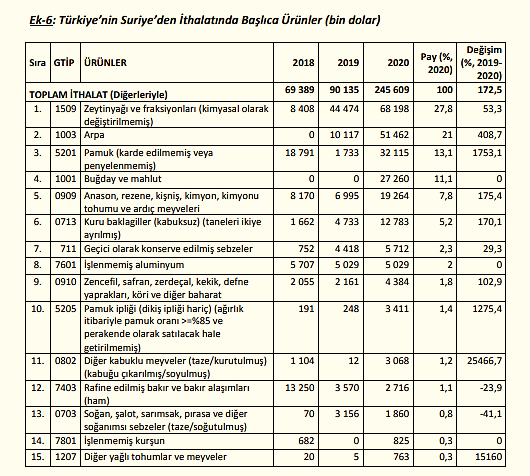 Ek-6: Türkiye'nin Suriye'den İthalatında Başlıca Ürünler (bin dolar)
Sıra GTİP ÜRÜNLER 2018 2019 2020 Pay (%, 2020) Değişim (%, 2019-2020)
TOPLAM İTHALAT (Diğerleriyle) 69 389 90 135 245 609 100 172,5
1. 1509 Zeytinyağı ve fraksiyonları (kimyasal olarak 8 408 44 474 68 198 27,8 53,3
değiştirilmemiş)
2. 1003 Arpa 0 10 117 51 462 21 408,7
3. 5201 Pamuk (karde edilmemiş veya 18 791 1 733 32 115 13,1 1753,1
penyelenmemiş)
4. 1001 Buğday ve mahlut 0 0 27 260 11,1 0
5. 0909 Anason, rezene, kişniş, kimyon, kimyonu 8 170 6 995 19 264 7,8 175,4
tohumu ve ardıç meyveleri
6. 0713 Kuru baklagiller (kabuksuz) (taneleri ikiye 1 662 4 733 12 783 5,2 170,1
ayrılmış)
7. 711 Geçici olarak konserve edilmiş sebzeler 752 4 418 5 712 2,3 29,3
8. 7601 İşlenmemiş aluminyum 5 707 5 029 5 029 2 0
9. 0910 Zencefil, safran, zerdeçal, kekik, defne 2 055 2 161 4 384 1,8 102,9
yaprakları, köri ve diğer baharat
10. 5205 Pamuk ipliği (dikiş ipliği hariç) (ağırlık 191 248 3 411 1,4 1275,4
itibariyle pamuk oranı >=%85 ve
perakende olarak satılacak hale
getirilmemiş)
11. 0802 Diğer kabuklu meyveler (taze/kurutulmuş) 1 104 12 3 068 1,2 25466,7
(kabuğu çıkarılmış/soyulmuş)
12. 7403 Rafine edilmiş bakır ve bakır alaşımları 13 250 3 570 2 716 1,1 -23,9
(ham)
13. 0703 Soğan, şalot, sarımsak, pırasa ve diğer 70 3 156 1 860 0,8 -41,1
soğanımsı sebzeler (taze/soğutulmuş)
14. 7801 İşlenmemiş kurşun 682 0 825 0,3 0
15. 1207 Diğer yağlı tohumlar ve meyveler 20 5 763 0,3 15160